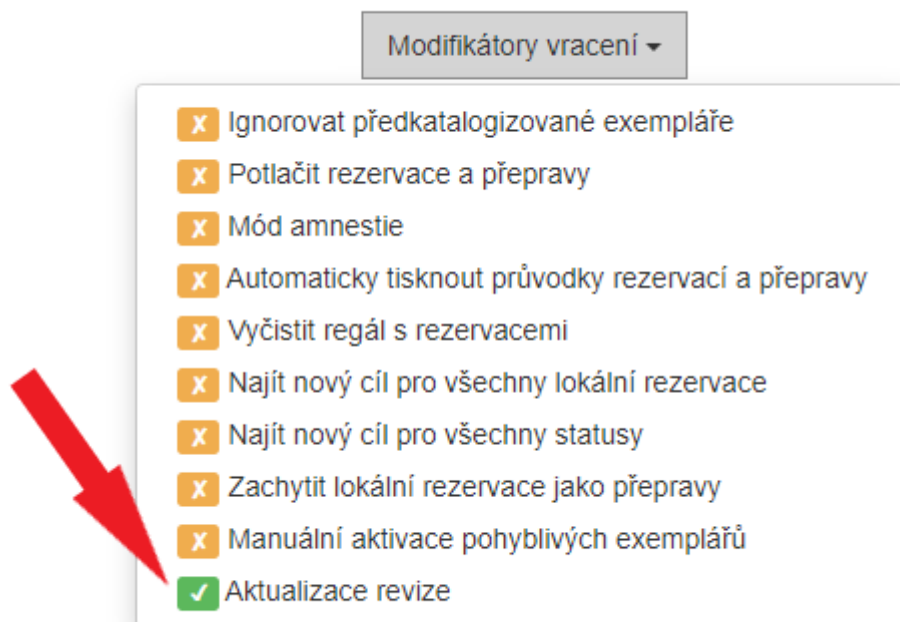 Modifikátory vracení
Ignorovat předkatalogizované exempláře
Potlačit rezervace a přepravy
Mód amnestie
Automaticky tisknout průvodky rezervací a přepravy
Vyčistit regál s rezervacemi
Najít nový cíl pro všechny lokální rezervace
Najít nový cíl pro všechny statusy
Zachytit lokální rezervace jako přepravy
Manuální aktivace pohyblivých exemplářů
Aktualizace revize